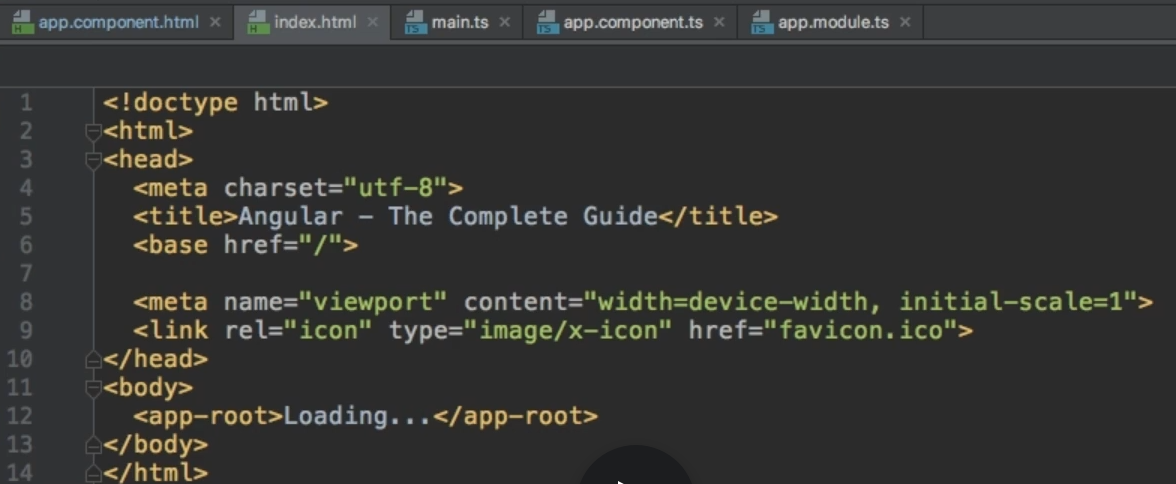 app.component.html × index.html × main.ts × app.component.ts × app.module.ts ×
1 <!doctype html>
2 <html>
3 <head>
4   <meta charset="utf-8">
5   <title>Angular – The Complete Guide</title>
6   <base href="/">
7
8   <meta name="viewport" content="width=device-width, initial-scale=1">
9   <link rel="icon" type="image/x-icon" href="favicon.ico">
10 </head>
11 <body>
12   <app-root>Loading...</app-root>
13 </body>
14 </html>